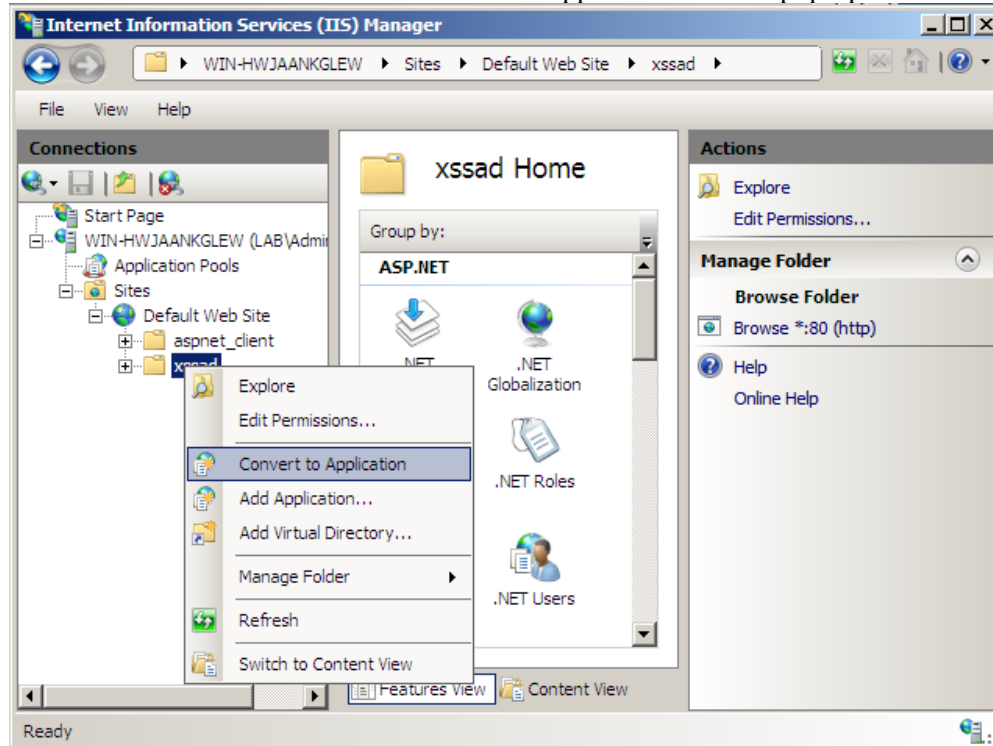 Internet Information Services (IIS) Manager
WIN-HWJAANKGLEW Sites Default Web Site xssad
File View Help
Connections
Start Page
WIN-HWJAANKGLEW (LAB\Admi
Application Pools
Sites
Default Web Site
aspnet_client
xssad
Explore
Edit Permissions...
Convert to Application
Add Application...
Add Virtual Directory...
Manage Folder
Refresh
Switch to Content View
xssad Home
Group by:
ASP.NET
.NET
Globalization
.NET Roles
.NET Users
Features View Content View
Actions
Explore
Edit Permissions...
Manage Folder
Browse Folder
Browse *:80 (http)
Help
Online Help
Ready